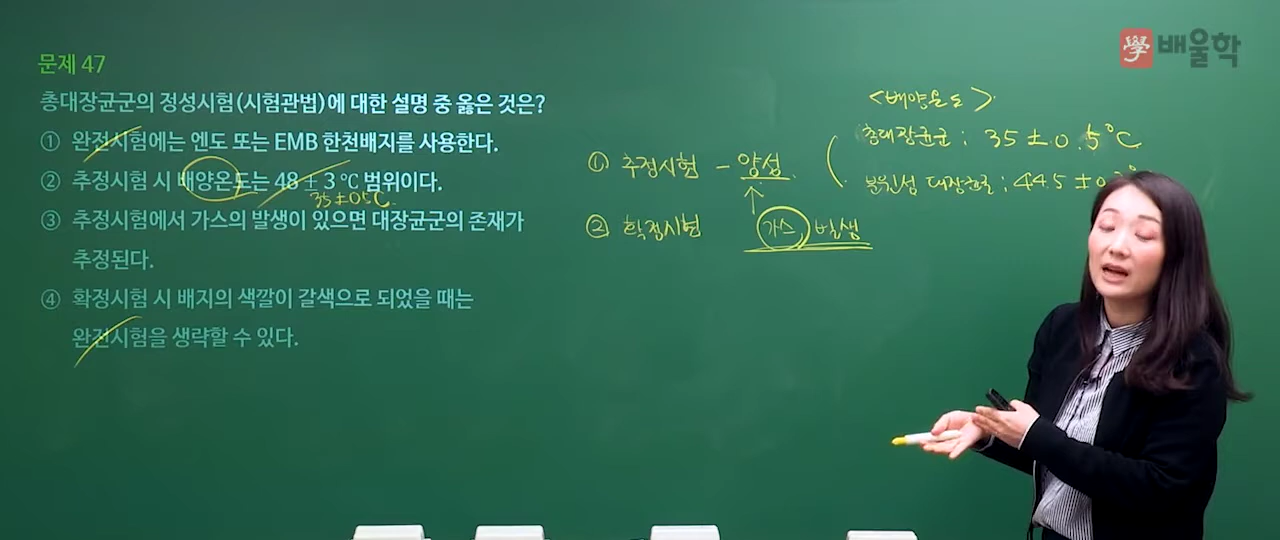 學 배울학
문제 47
총대장균군의 정성시험(시험관법)에 대한 설명 중 옳은 것은?
① 완전시험에는 엔도 또는 EMB 한천배지를 사용한다.
② 추정시험 시 배양온도는 48 ± 3 ℃ 범위이다.
35±05℃
③ 추정시험에서 가스의 발생이 있으면 대장균군의 존재가
추정된다.
④ 확정시험 시 배지의 색깔이 갈색으로 되었을 때는
완전시험을 생략할 수 있다.
① 추정시험 - 양성
② 확정시험 가스 발생
<배양온도>
총대장균군 ; 35 ± 0.5°C
분원성 대장균군 ; 44.5 ± 0.2°